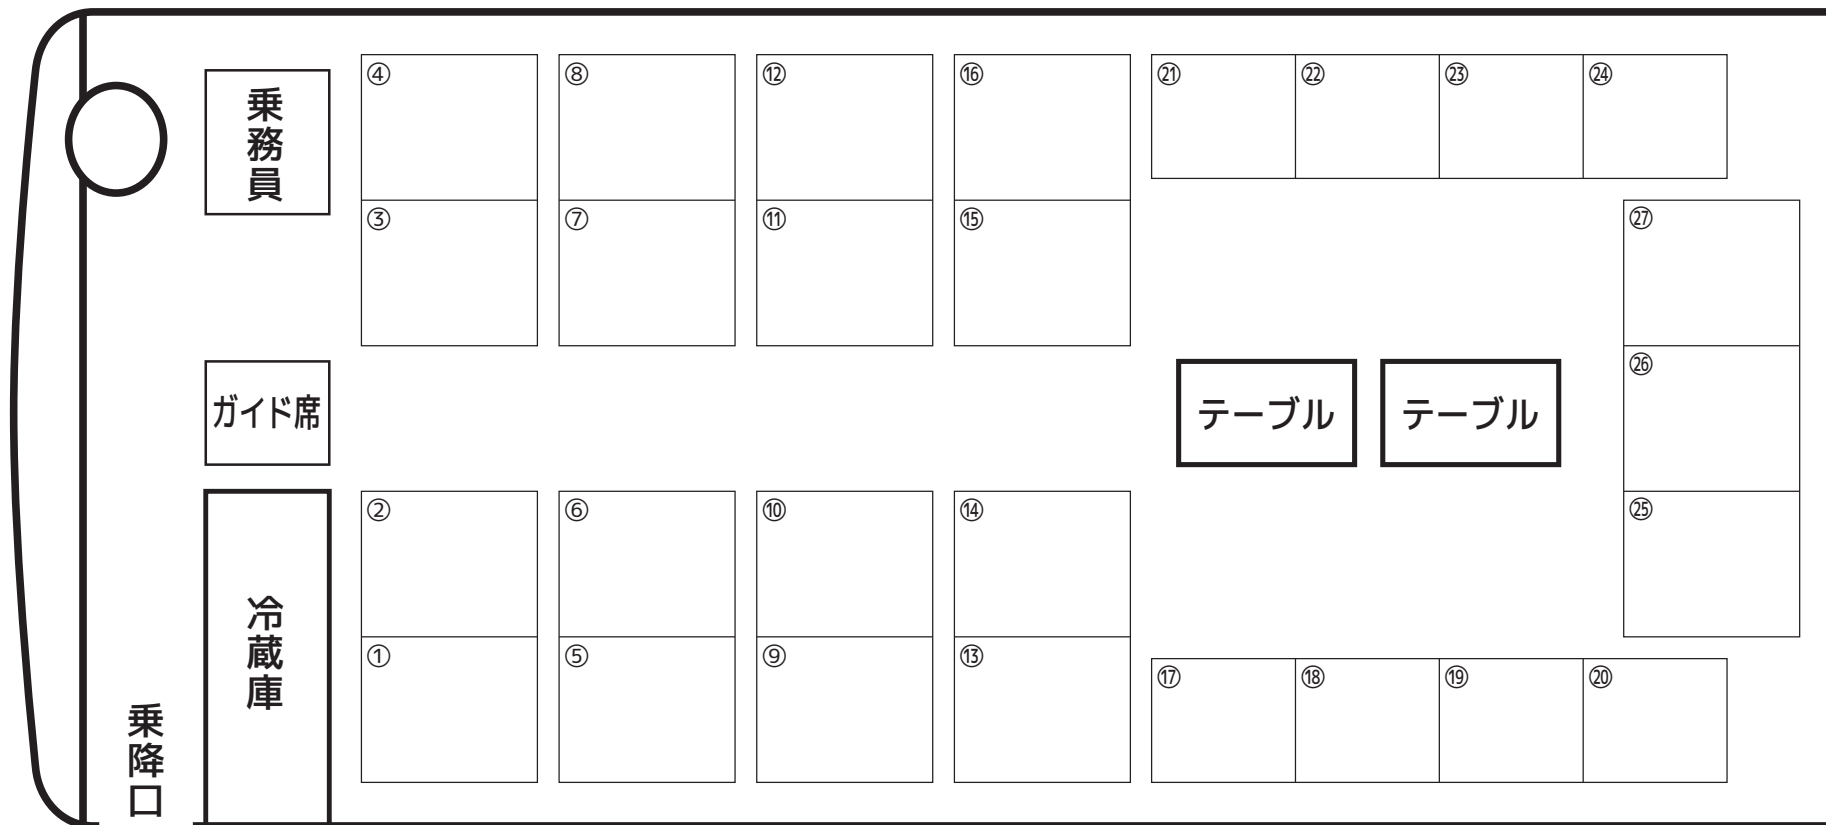 ④ ⑧ ⑫ ⑯ ㉑ ㉒ ㉓ ㉔
乗務員
③ ⑦ ⑪ ⑮ ㉗
ガイド席
テーブル テーブル
㉖
② ⑥ ⑩ ⑭ ㉕
冷蔵庫
① ⑤ ⑨ ⑬ ⑰ ⑱ ⑲ ⑳
乗降口